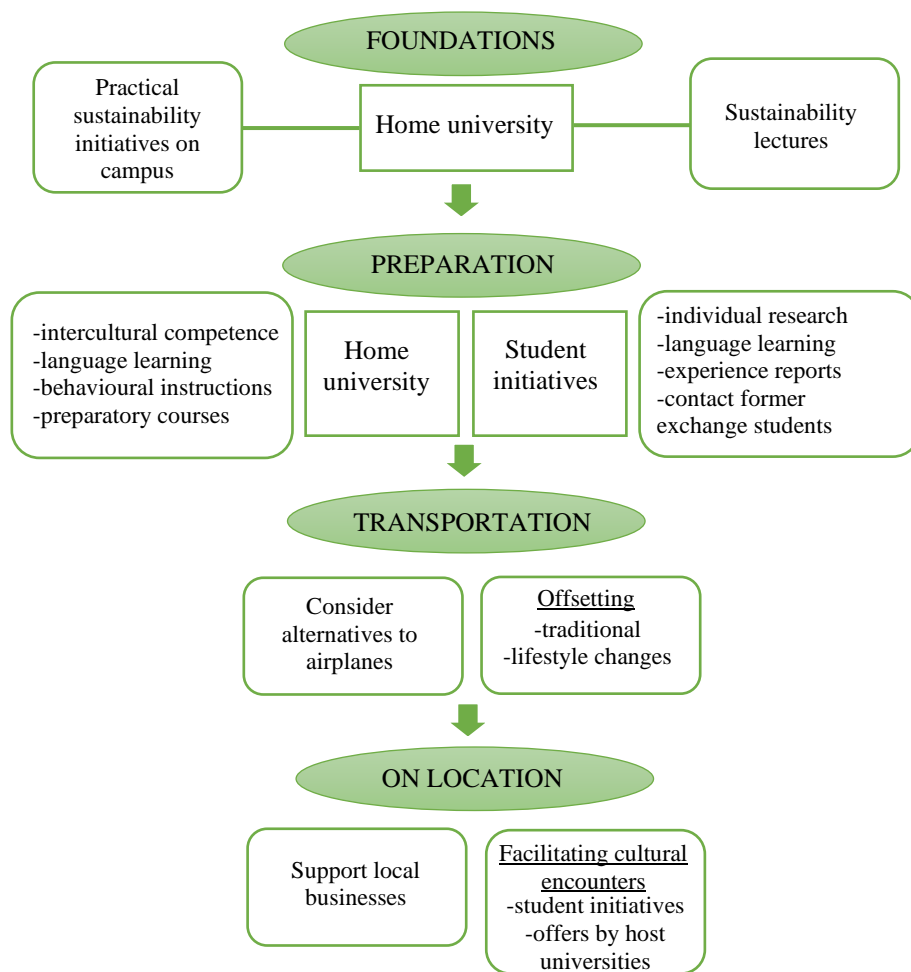 FOUNDATIONS
Practical
sustainability
initiatives on
campus
Home university
Sustainability
lectures
PREPARATION
-intercultural competence
-language learning
-behavioural instructions
-preparatory courses
Home
university
Student
initiatives
-individual research
-language learning
-experience reports
-contact former
exchange students
TRANSPORTATION
Consider
alternatives to
airplanes
Offsetting
-traditional
-lifestyle changes
ON LOCATION
Support local
businesses
Facilitating cultural
encounters
-student initiatives
-offers by host
universities